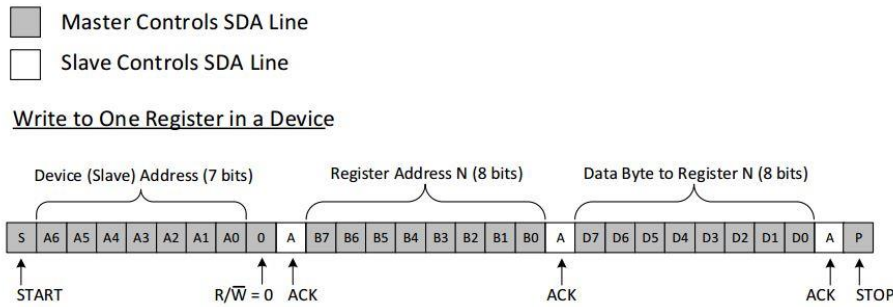 Master Controls SDA Line
Slave Controls SDA Line
Write to One Register in a Device
Device (Slave) Address (7 bits) Register Address N (8 bits) Data Byte to Register N (8 bits)
S A6 A5 A4 A3 A2 A1 A0 0 A B7 B6 B5 B4 B3 B2 B1 B0 A D7 D6 D5 D4 D3 D2 D1 D0 A P
START R/W̅ = 0 ACK ACK ACK STOP